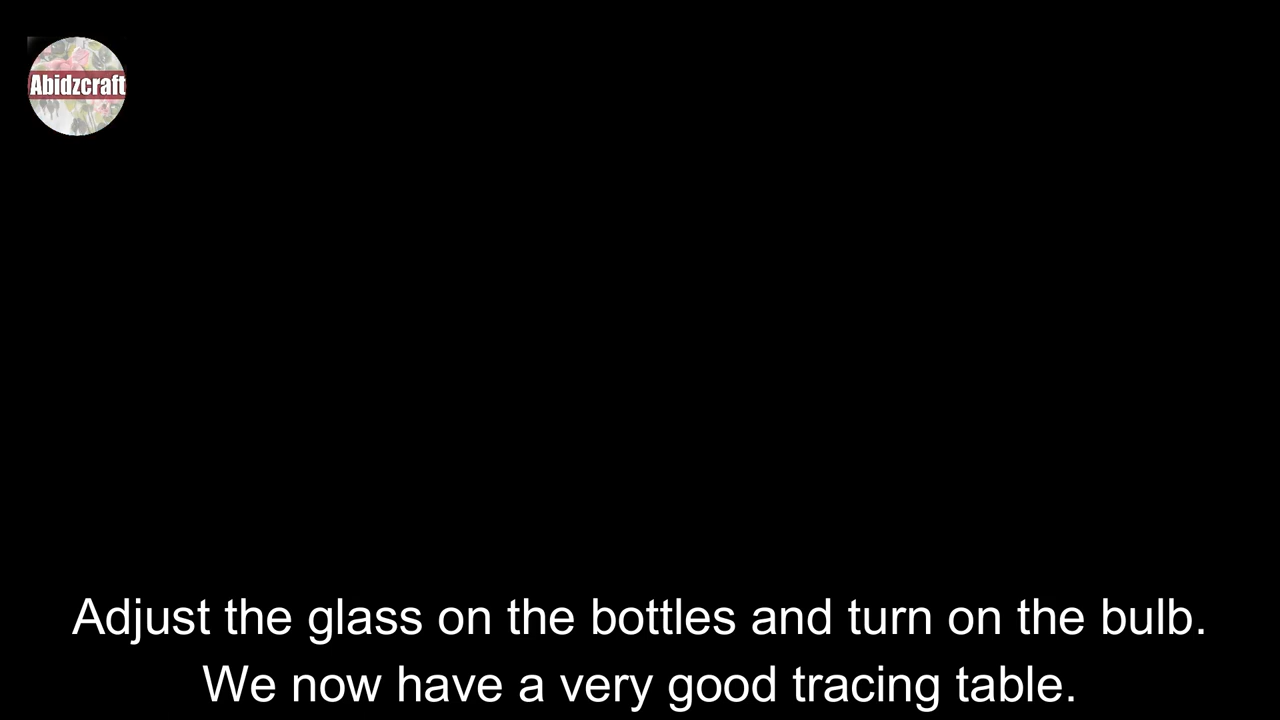 Abidzcraft
Adjust the glass on the bottles and turn on the bulb.
We now have a very good tracing table.